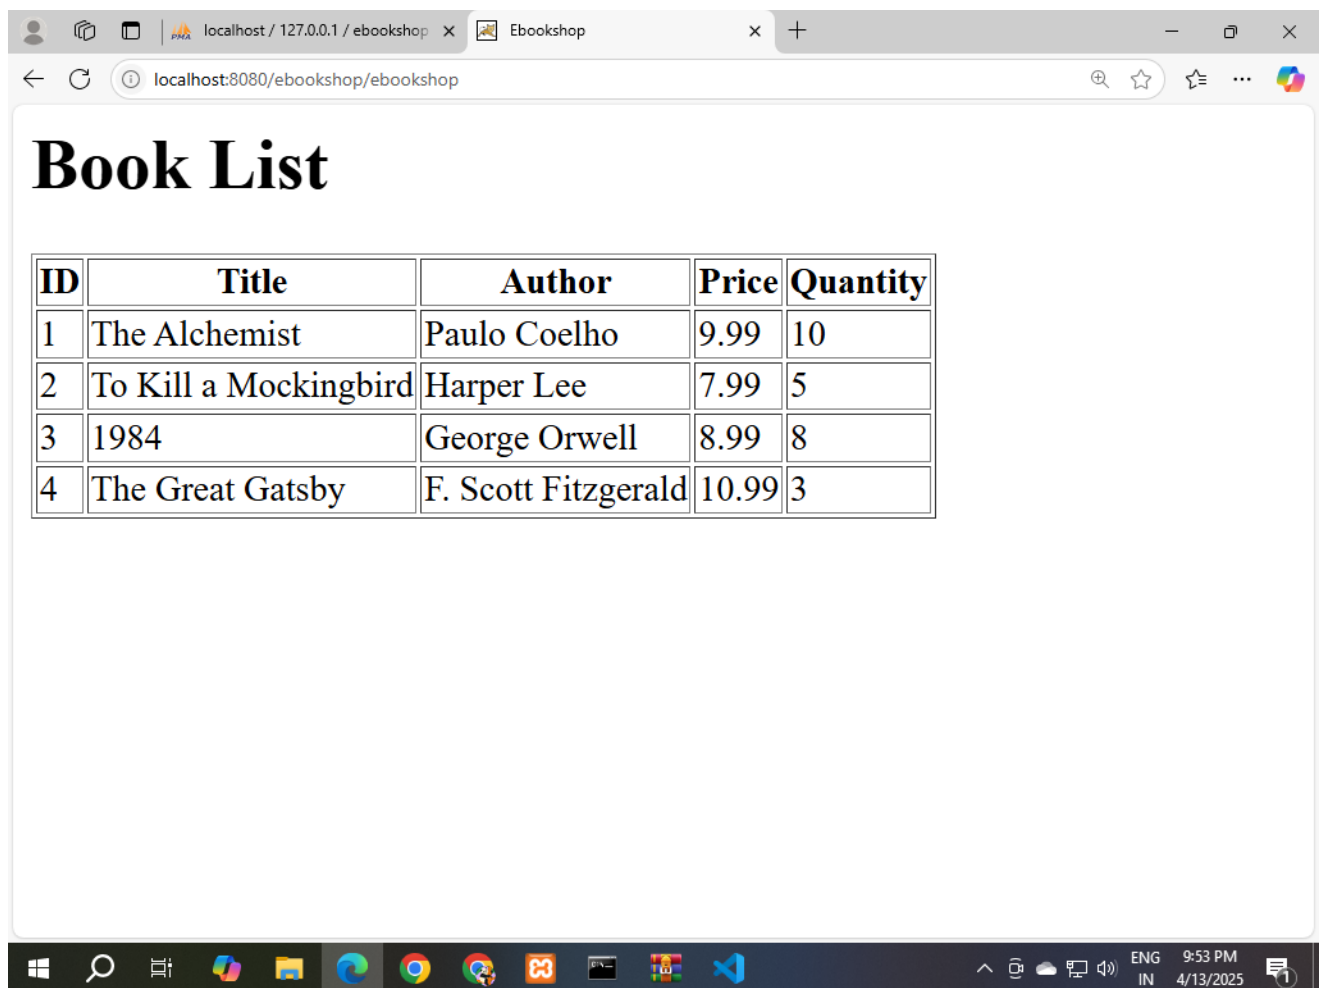 localhost / 127.0.0.1 / ebookshop
Ebookshop
localhost:8080/ebookshop/ebookshop
Book List
ID Title Author Price Quantity
1 The Alchemist Paulo Coelho 9.99 10
2 To Kill a Mockingbird Harper Lee 7.99 5
3 1984 George Orwell 8.99 8
4 The Great Gatsby F. Scott Fitzgerald 10.99 3
ENG 9:53 PM
IN 4/13/2025 1